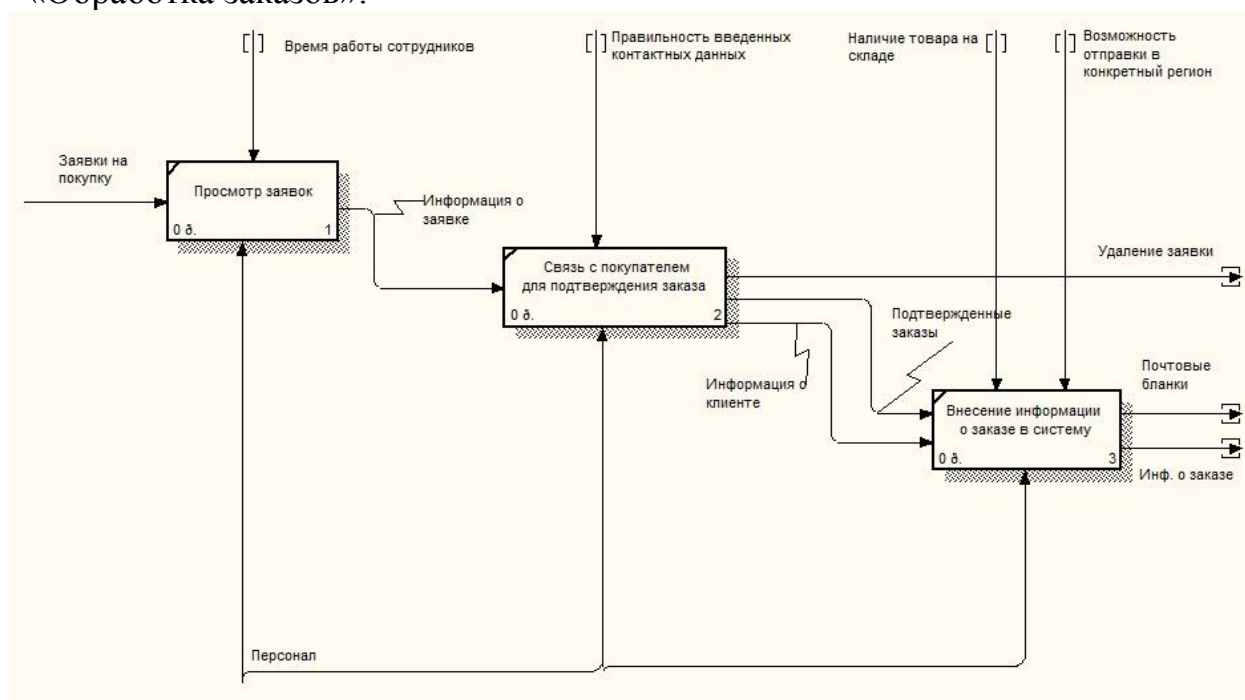 «Обработка заказов».
Время работы сотрудников
Правильность введенных
контактных данных
Наличие товара на
складе
Возможность
отправки в
конкретный регион
Заявки на
покупку
Просмотр заявок
0 д.
1
Информация о
заявке
Связь с покупателем
для подтверждения заказа
0 д.
2
Удаление заявки
Подтвержденные
заказы
Информация о
клиенте
Почтовые
бланки
Внесение информации
о заказе в систему
0 д.
3
Инф. о заказе
Персонал